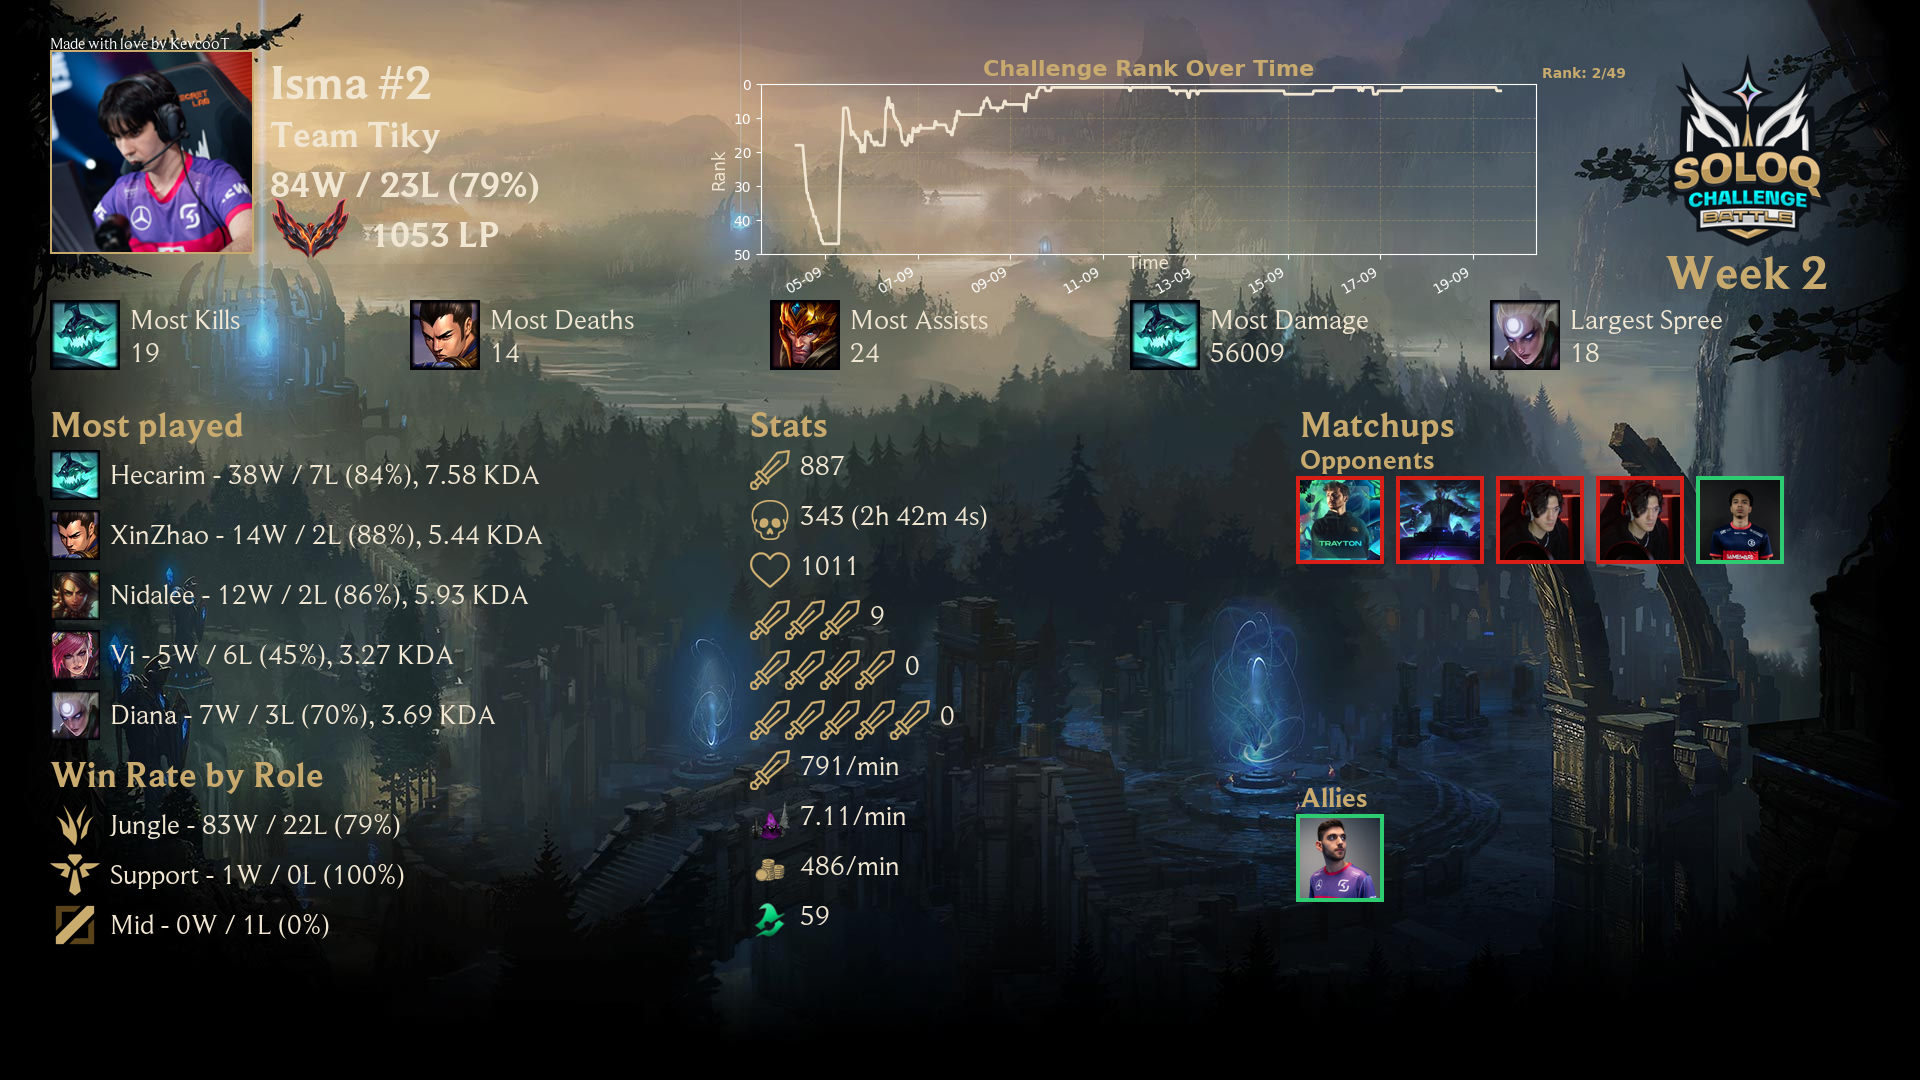 Made with love by KevcooT
Isma #2
Team Tiky
84W / 23L (79%)
1053 LP
Challenge Rank Over Time
Rank: 2/49
Rank
0
10
20
30
40
50
05-09
07-09
09-09
11-09
13-09
15-09
17-09
19-09
Time
SOLOQ
CHALLENGE
BATTLE
Week 2
Most Kills
19
Most Deaths
14
Most Assists
24
Most Damage
56009
Largest Spree
18
Most played
Hecarim - 38W / 7L (84%), 7.58 KDA
XinZhao - 14W / 2L (88%), 5.44 KDA
Nidalee - 12W / 2L (86%), 5.93 KDA
Vi - 5W / 6L (45%), 3.27 KDA
Diana - 7W / 3L (70%), 3.69 KDA
Win Rate by Role
Jungle - 83W / 22L (79%)
Support - 1W / 0L (100%)
Mid - 0W / 1L (0%)
Stats
887
343 (2h 42m 4s)
1011
9
0
0
791/min
7.11/min
486/min
59
Matchups
Opponents
TRAYTON
Allies